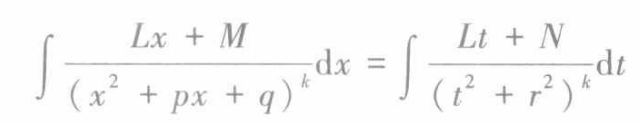 ∫ (Lx + M)/(x² + px + q)ᵏ dx = ∫ (Lt + N)/(t² + r²)ᵏ dt